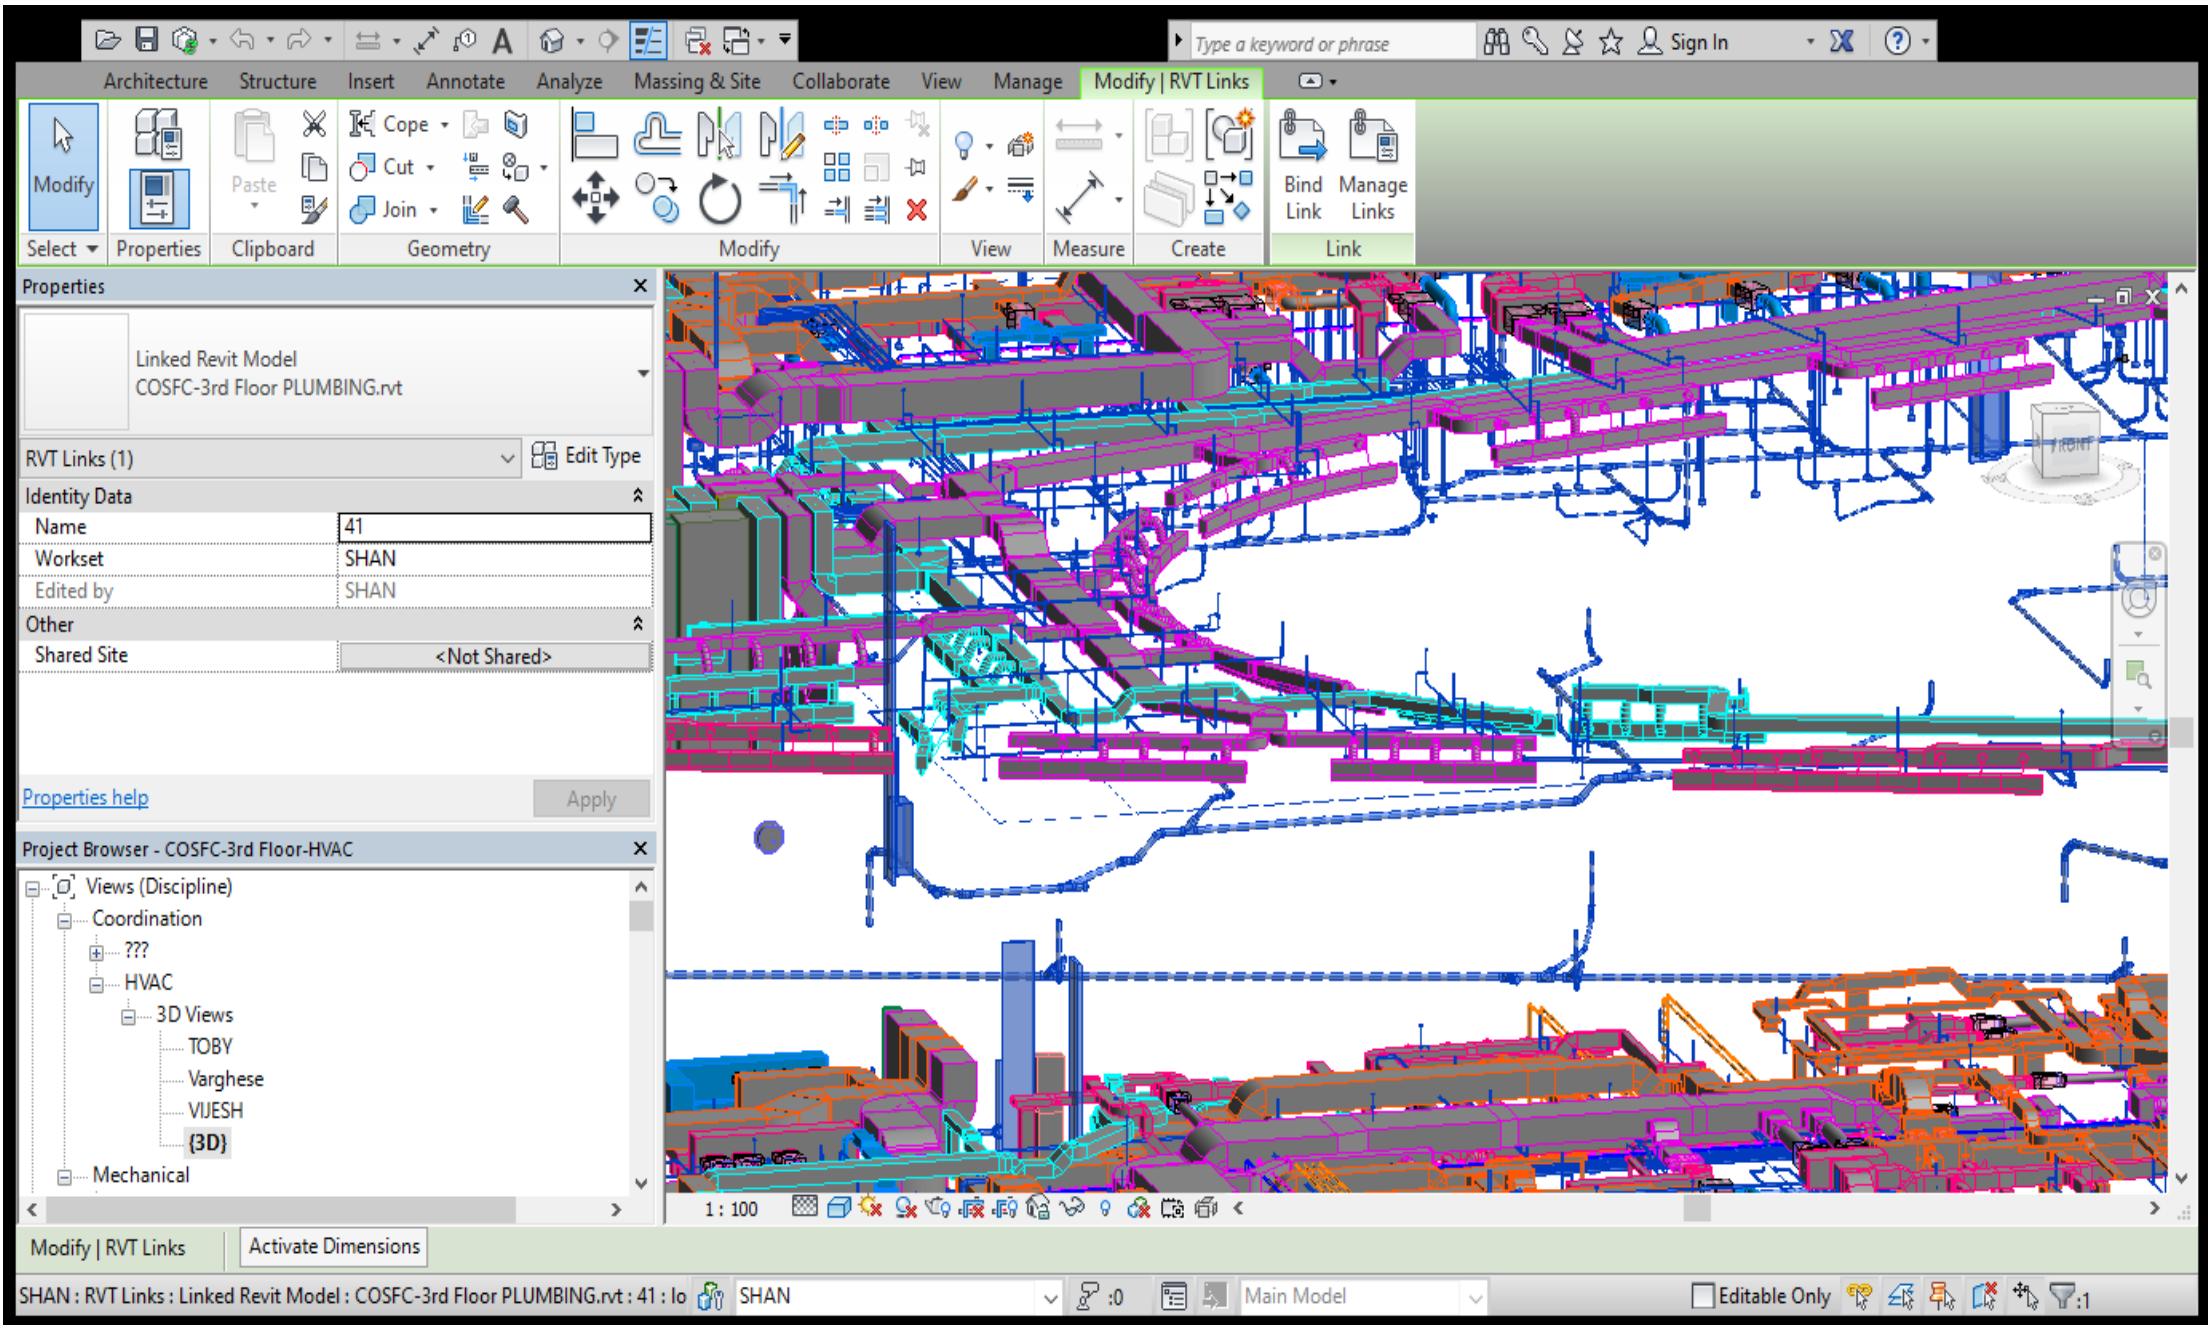 Type a keyword or phrase
Sign In
Architecture Structure Insert Annotate Analyze Massing & Site Collaborate View Manage Modify | RVT Links
Modify
Paste
Cope
Cut
Join
Bind Link
Manage Links
Select Properties Clipboard Geometry Modify View Measure Create Link
Properties
Linked Revit Model
COSFC-3rd Floor PLUMBING.rvt
RVT Links (1)
Edit Type
Identity Data
Name 41
Workset SHAN
Edited by SHAN
Other
Shared Site <Not Shared>
Properties help
Apply
FRONT
Project Browser - COSFC-3rd Floor-HVAC
Views (Discipline)
Coordination
???
HVAC
3D Views
TOBY
Varghese
VIJESH
{3D}
Mechanical
1 : 100
Modify | RVT Links
Activate Dimensions
SHAN : RVT Links : Linked Revit Model : COSFC-3rd Floor PLUMBING.rvt : 41 : lo
SHAN
:0
Main Model
Editable Only
:1